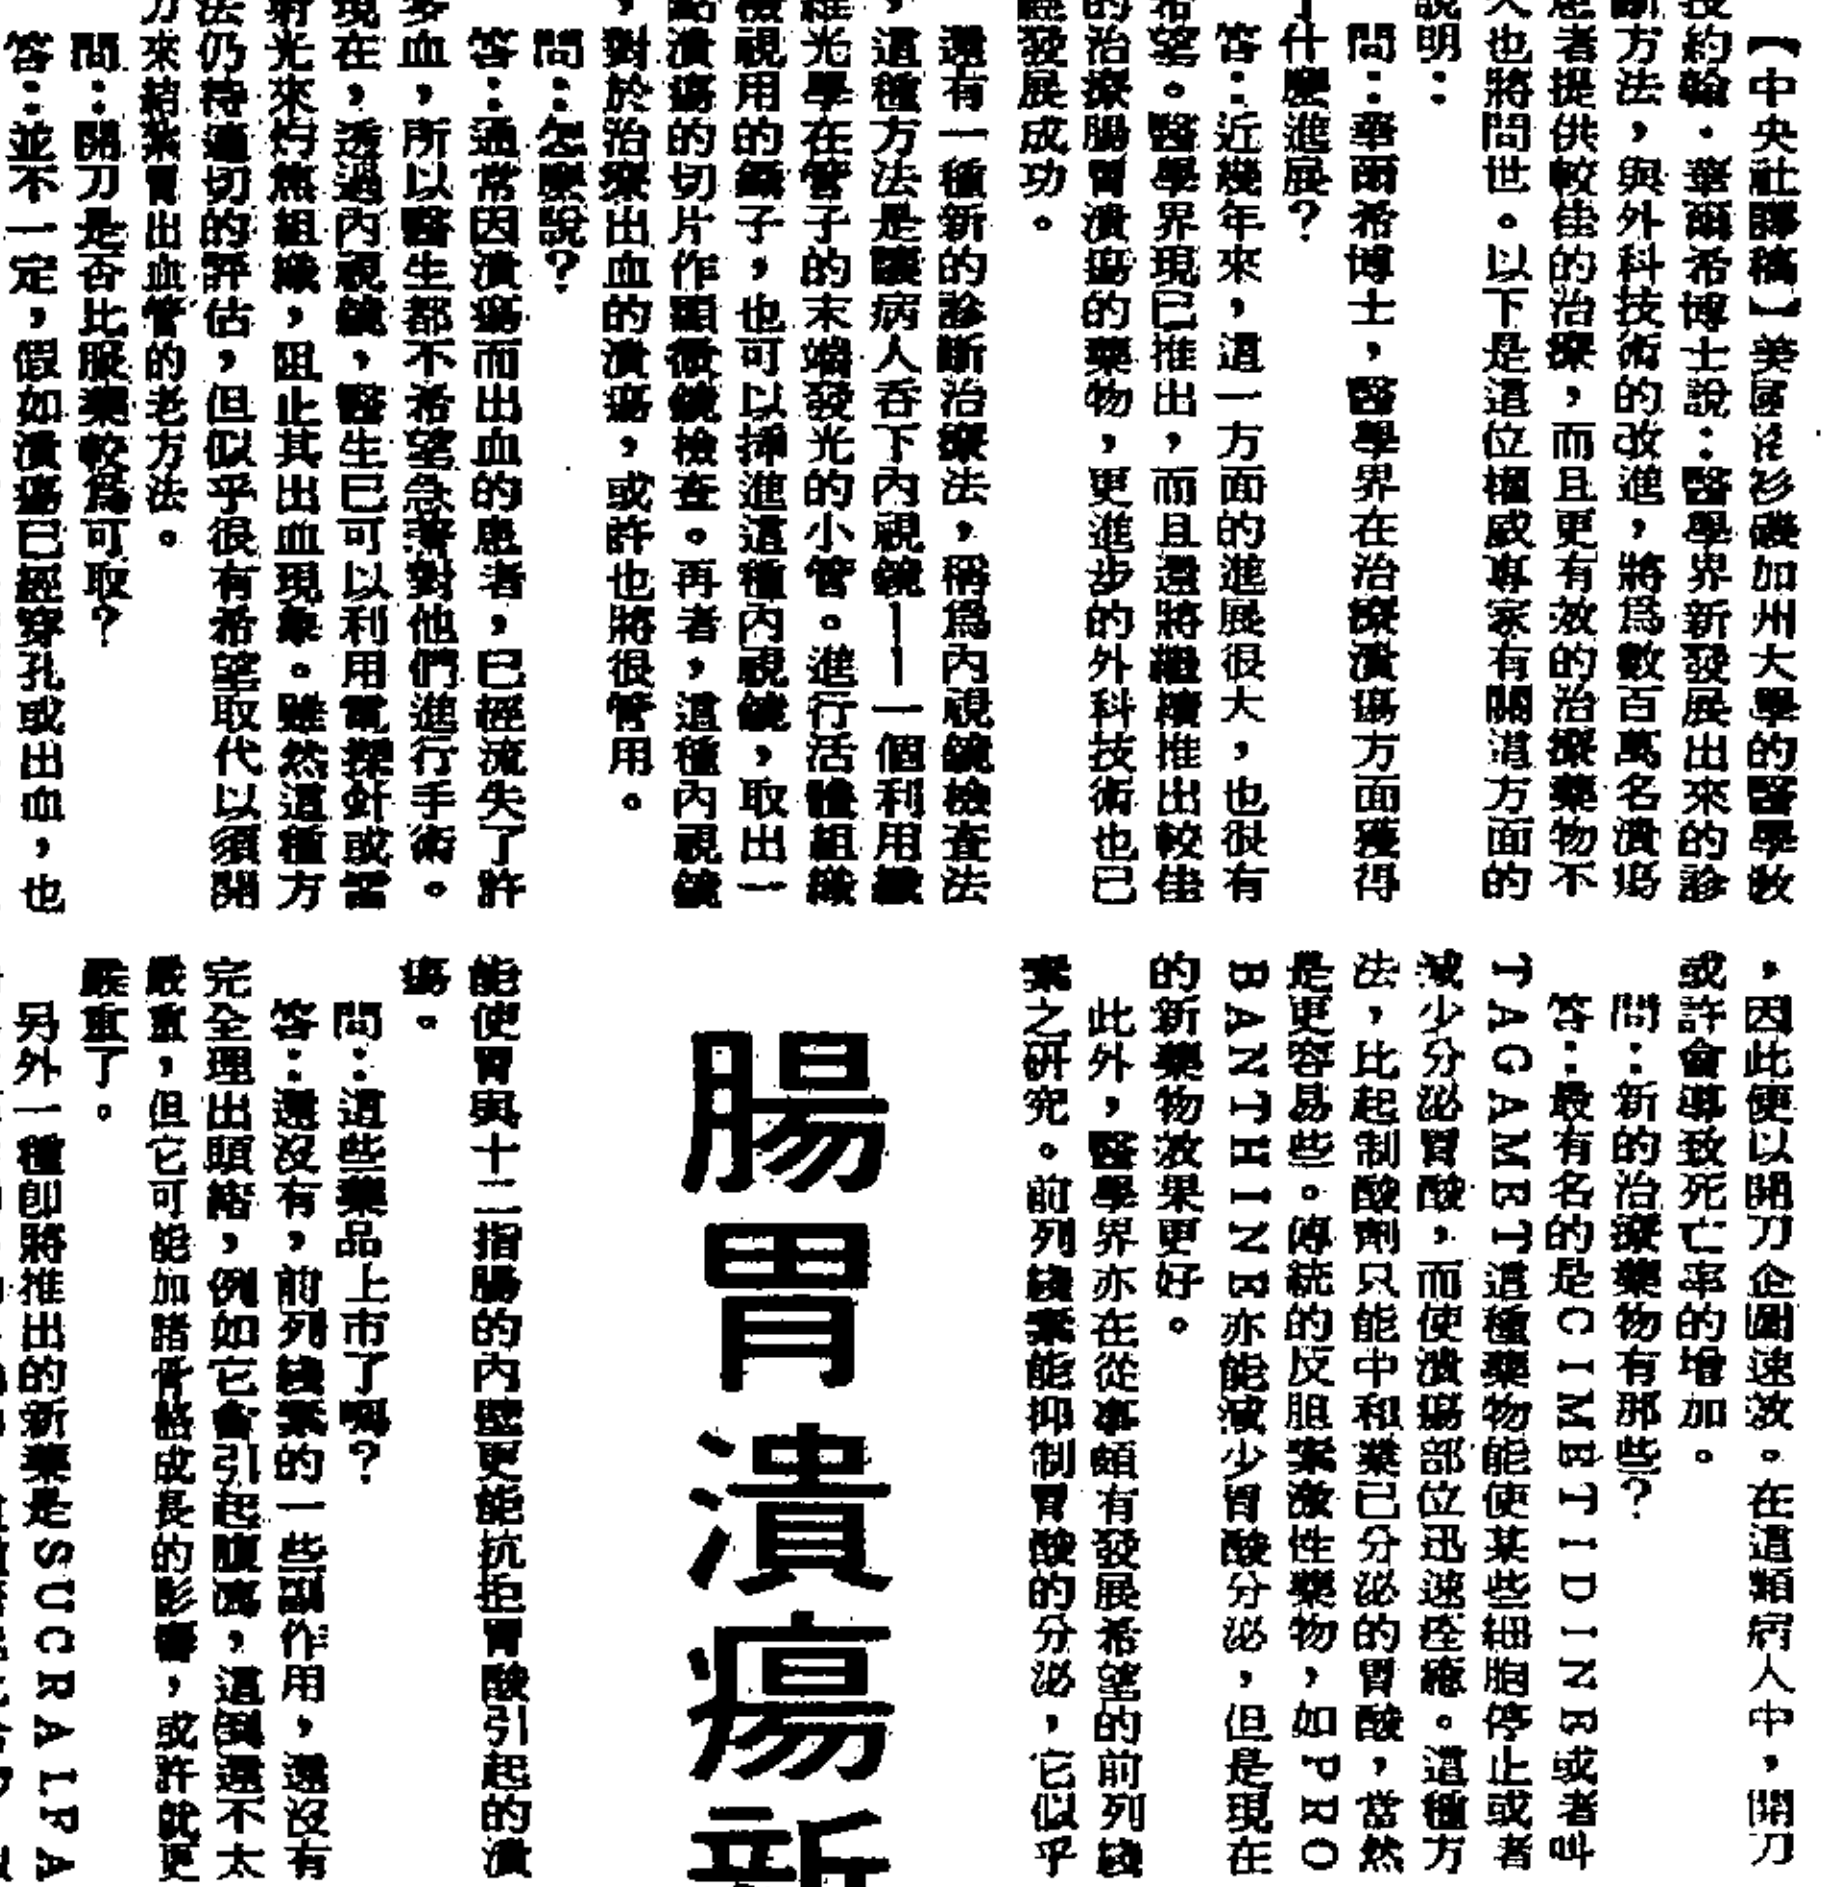 【中央社譯稿】美國洛杉磯加州大學的醫學教
技約翰・華爾希博士說：醫學界新發展出來的診
斷方法，與外科技術的改進，將爲數百萬名潰瘍
患者提供較佳的治療，而且更有效的治療藥物不
久也將問世。以下是這位權威專家有關這方面的
說明：
問：華爾希博士，醫學界在治療潰瘍方面獲得
了什麼進展？
答：近幾年來，這一方面的進展很大，也很有
希望。醫學界現已推出，而且還將繼續推出較佳
的治療腸胃潰瘍的藥物，更進步的外科技術也已
經發展成功。
還有一種新的診斷治療法，稱爲內視鏡檢查法
，這種方法是讓病人吞下內視鏡——一個利用纖
維光學在管子的末端發光的小管。進行活體組織
檢視用的鑷子，也可以揷進這種內視鏡，取出一
點潰瘍的切片作顯微鏡檢查。再者，這種內視鏡
，對於治療出血的潰瘍，或許也將很管用。
問：怎麼說？
答：通常因潰瘍而出血的患者，已經流失了許
多血，所以醫生都不希望急著對他們進行手術。
現在，透過內視鏡，醫生已可以利用電探針或雷
射光來灼焦組織，阻止其出血現象。雖然這種方
法仍待適切的評估，但似乎很有希望取代以須開
刀來結紮胃出血管的老方法。
問：開刀是否比服藥較爲可取？
答：並不一定，假如潰瘍已經穿孔或出血，也
，因此便以開刀企圖速效。在這類病人中，開刀
或許會導致死亡率的增加。
問：新的治療藥物有那些？
答：最有名的是CIMETIDINE或者叫
TAGAMET這種藥物能使某些細胞停止或者
減少分泌胃酸，而使潰瘍部位迅速痊癒。這種方
法，比起制酸劑只能中和業已分泌的胃酸，當然
是更容易些。傳統的反胆素激性藥物，如PRO
BANTHINE亦能減少胃酸分泌，但是現在
的新藥物效果更好。
此外，醫學界亦在從事頗有發展希望的前列綫
素之硏究。前列綫素能抑制胃酸的分泌，它似乎
腸胃潰瘍新
能使胃與十二指腸的內壁更能抗拒胃酸引起的潰
瘍。
問：這些藥品上市了嗎？
答：還沒有，前列綫素的一些副作用，還沒有
完全理出頭緒，例如它會引起腹瀉，這倒還不太
嚴重，但它可能加諸骨骼成長的影響，或許就更
嚴重了。
另外一種卽將推出的新藥是SUCRALFA